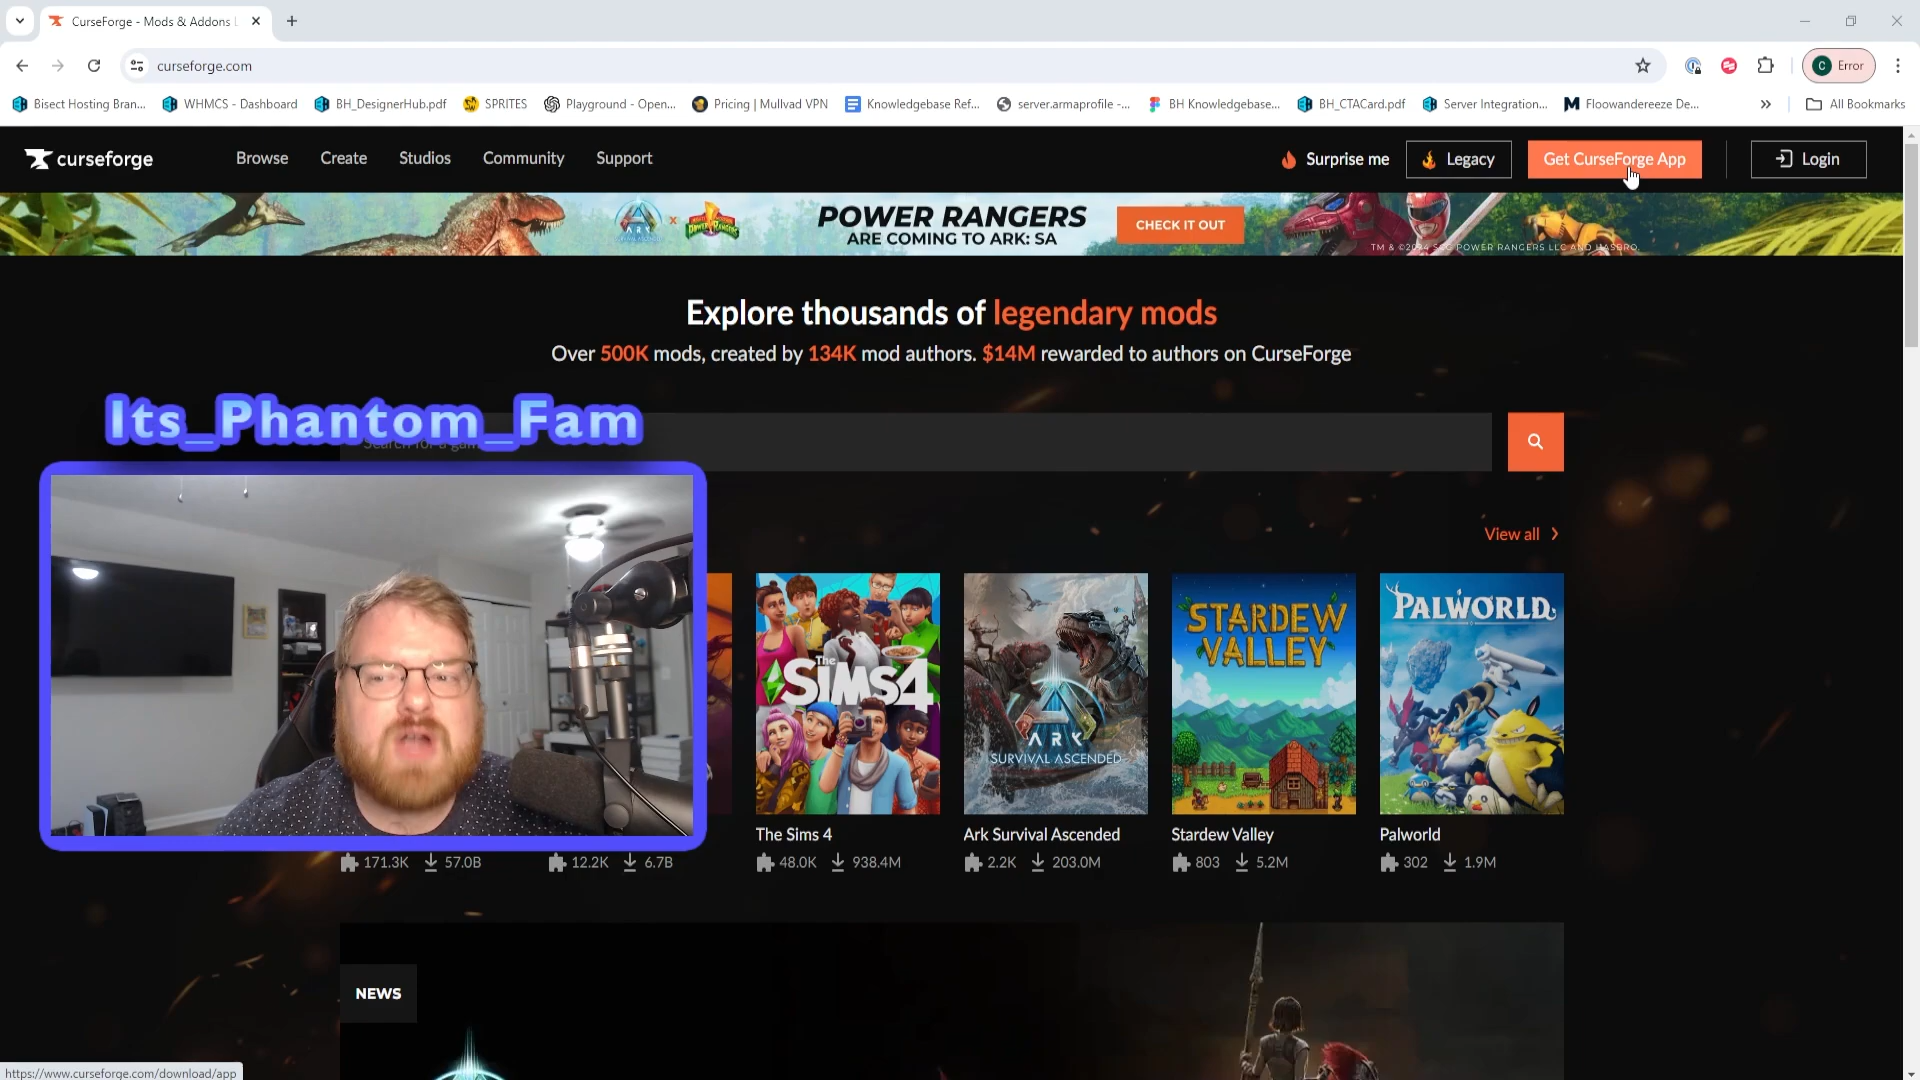 CurseForge - Mods & Addons
curseforge.com
Error
Bisect Hosting Bran...
WHMCS - Dashboard
BH_DesignerHub.pdf
SPRITES
Playground - Open...
Pricing | Mullvad VPN
Knowledgebase Ref...
server.armaprofile -...
BH Knowledgebase...
BH_CTACard.pdf
Server Integration...
Floowandereeze De...
All Bookmarks
curseforge
Browse
Create
Studios
Community
Support
Surprise me
Legacy
Get CurseForge App
Login
ARK
x
POWER RANGERS
ARE COMING TO ARK: SA
CHECK IT OUT
Explore thousands of legendary mods
Over 500K mods, created by 134K mod authors. $14M rewarded to authors on CurseForge
Its_Phantom_Fam
View all
The SIMS 4
ARK
SURVIVAL ASCENDED
STARDEW
VALLEY
PALWORLD
The Sims 4
Ark Survival Ascended
Stardew Valley
Palworld
171.3K 57.0B
12.2K 6.7B
48.0K 938.4M
2.2K 203.0M
803 5.2M
302 1.9M
NEWS
https://www.curseforge.com/download/app